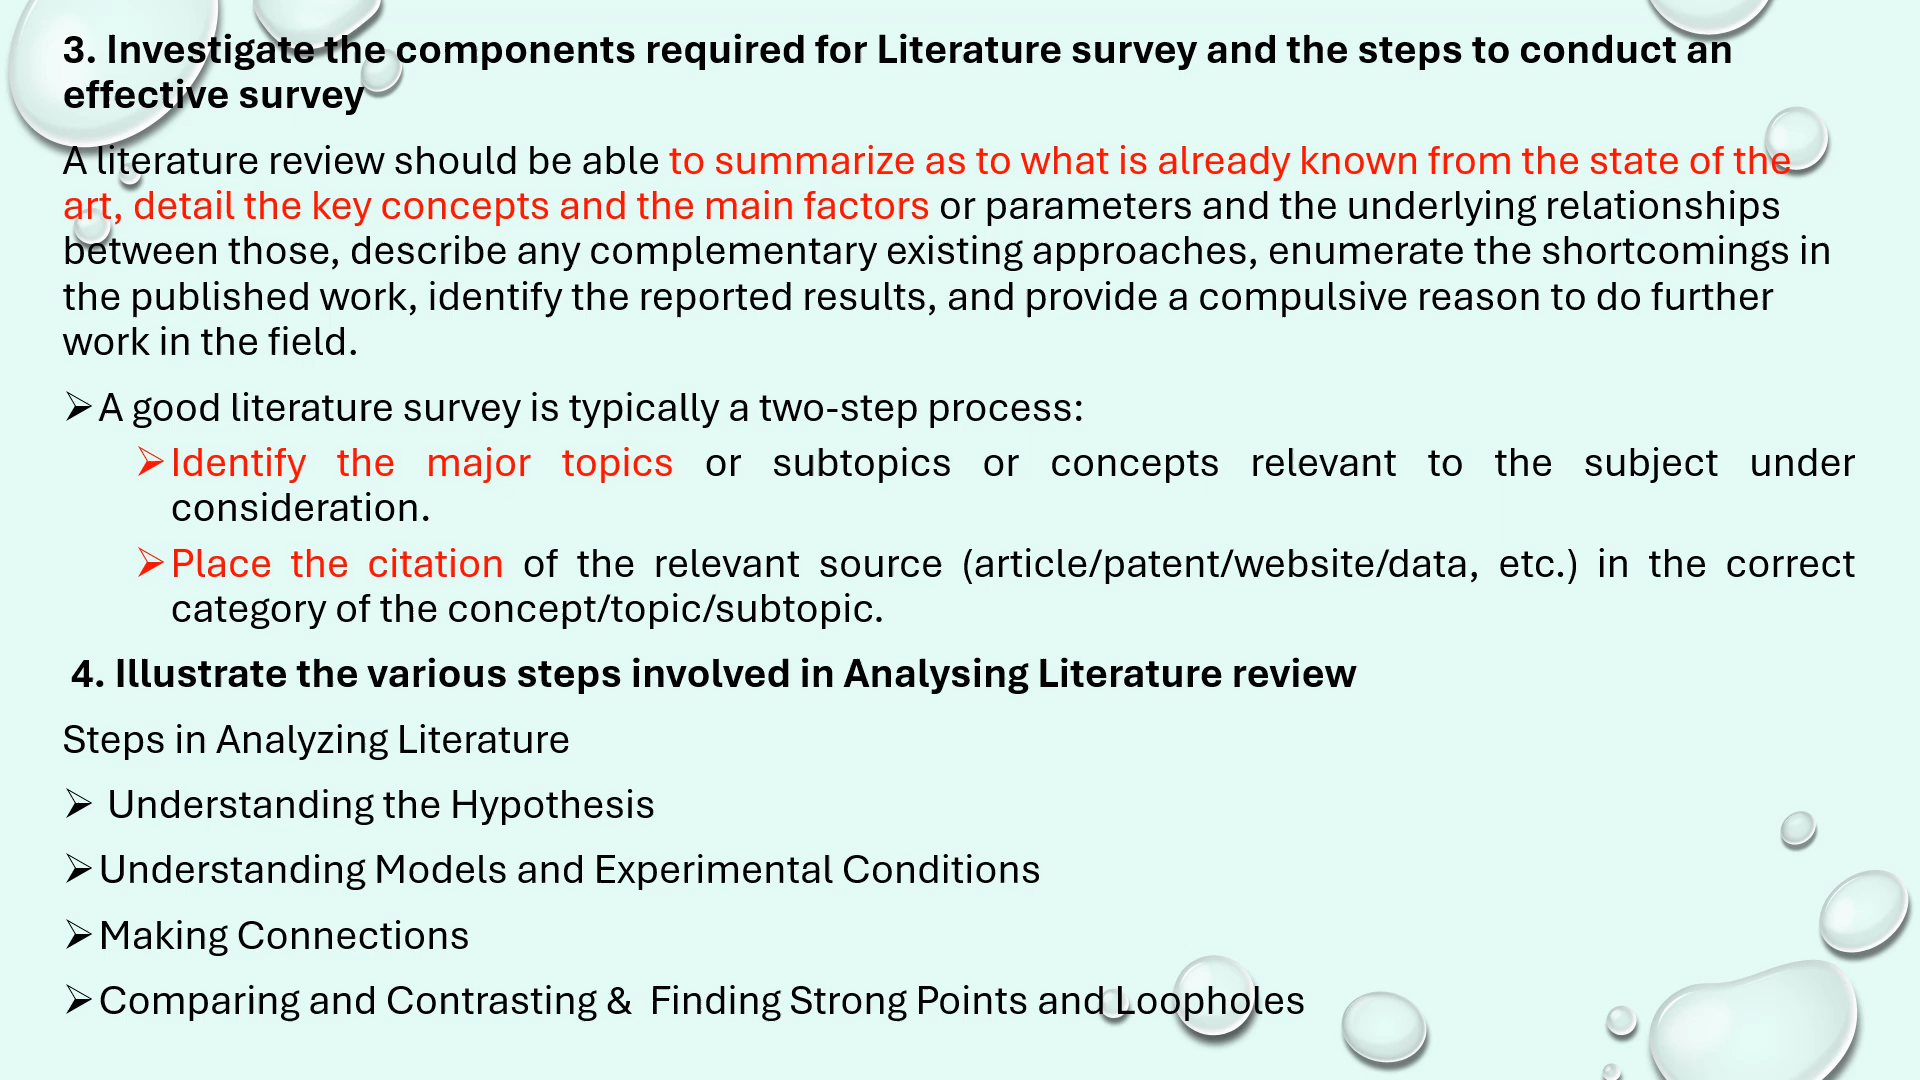 3. Investigate the components required for Literature survey and the steps to conduct an
effective survey
A literature review should be able to summarize as to what is already known from the state of the
art, detail the key concepts and the main factors or parameters and the underlying relationships
between those, describe any complementary existing approaches, enumerate the shortcomings in
the published work, identify the reported results, and provide a compulsive reason to do further
work in the field.
➢A good literature survey is typically a two-step process:
➢Identify the major topics or subtopics or concepts relevant to the subject under
consideration.
➢Place the citation of the relevant source (article/patent/website/data, etc.) in the correct
category of the concept/topic/subtopic.
4. Illustrate the various steps involved in Analysing Literature review
Steps in Analyzing Literature
➢ Understanding the Hypothesis
➢Understanding Models and Experimental Conditions
➢Making Connections
➢Comparing and Contrasting & Finding Strong Points and Loopholes